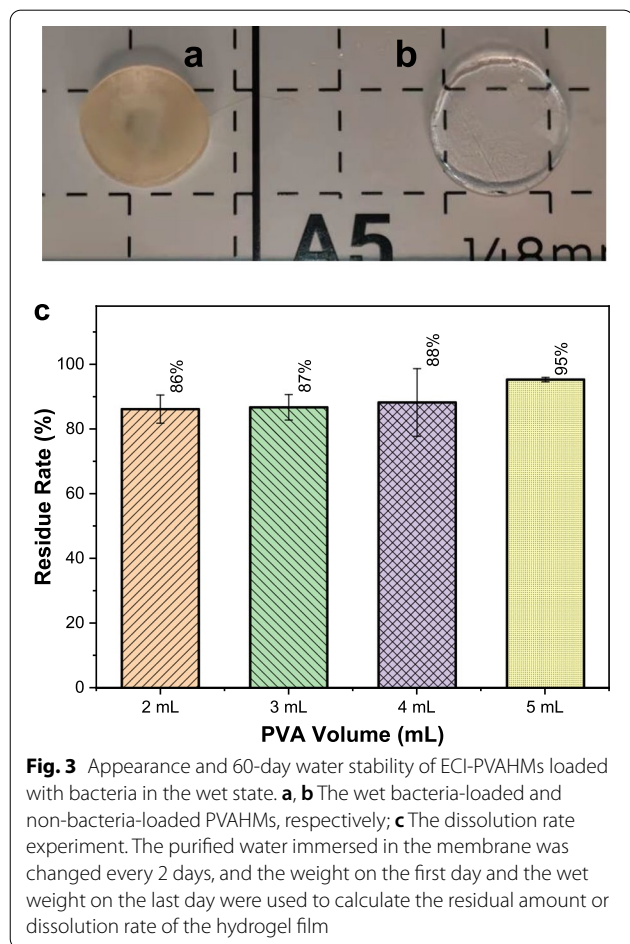 a
b
A5
148m
c
100
80
60
40
20
0
Residue Rate (%)
86%
87%
88%
95%
2 mL
3 mL
4 mL
5 mL
PVA Volume (mL)
Fig. 3 Appearance and 60-day water stability of ECI-PVAHMs loaded
with bacteria in the wet state. a, b The wet bacteria-loaded and
non-bacteria-loaded PVAHMs, respectively; c The dissolution rate
experiment. The purified water immersed in the membrane was
changed every 2 days, and the weight on the first day and the wet
weight on the last day were used to calculate the residual amount or
dissolution rate of the hydrogel film